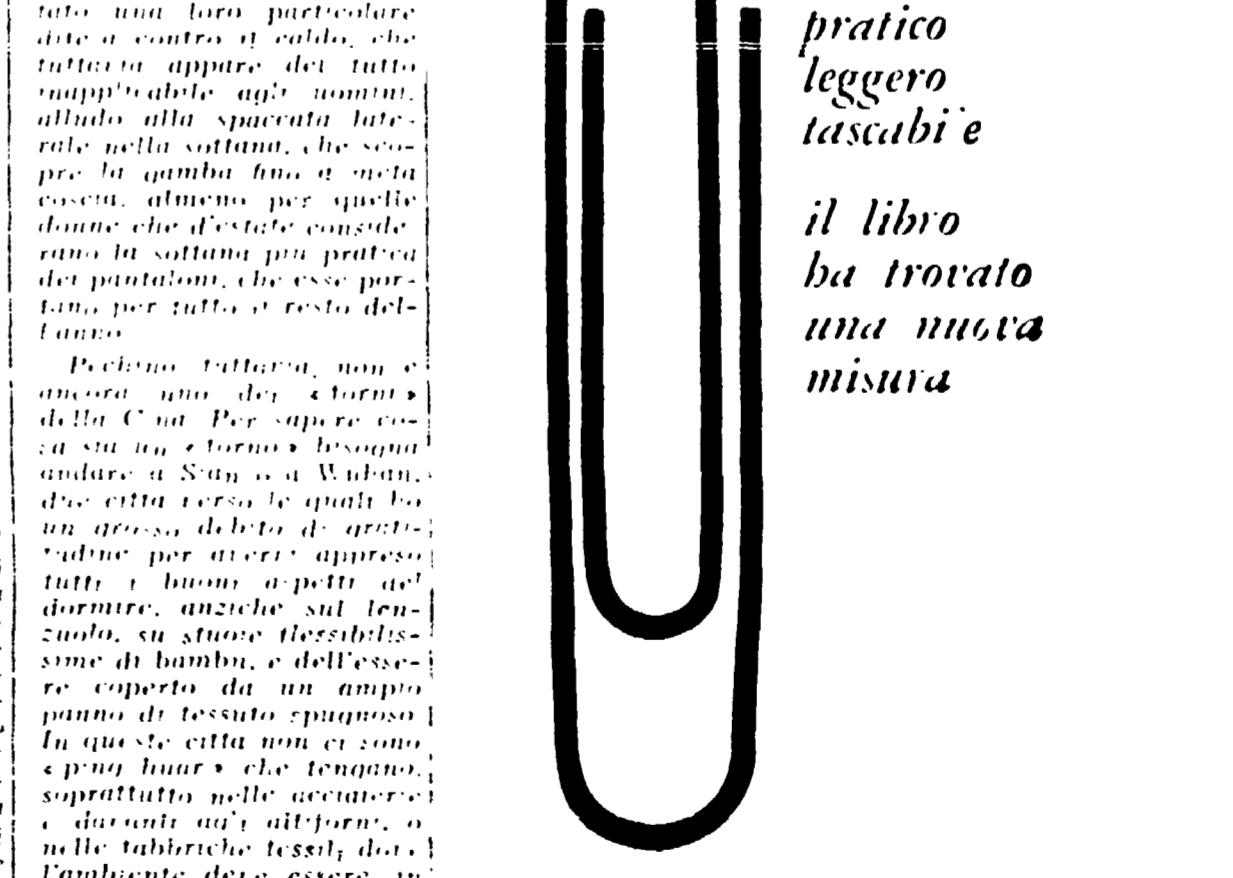 tato una loro particolare
difesa contro il caldo, che
tuttavia appare del tutto
inapplicabile agli uomini,
alludo alla spaccata late-
rale nella sottana, che sco-
pre la gamba fino a metà
coscia, almeno per quelle
donne che d'estate conside-
rano la sottana più pratica
dei pantaloni, che esse por-
tano per tutto il resto del-
l'anno
Pechino tuttavia, non è
ancora uno dei «forni»
della Cina. Per sapere co-
sa sia un «forno» bisogna
andare a Sian o a Wuhan,
due città verso le quali ho
un grosso debito di grati-
tudine per averci appreso
tutti i buoni aspetti del
dormire, anziché sul len-
zuolo, su stuoie flessibilis-
sime di bambù, e dell'esse-
re coperto da un ampio
panno di tessuto spugnoso
In queste città non ci sono
«ping huar» che tengano,
soprattutto nelle acciaierie
e davanti agli altiforni, o
nelle fabbriche tessili, dove
l'ambiente deve essere in
pratico
leggero
tascabile
il libro
ha trovato
una nuova
misura